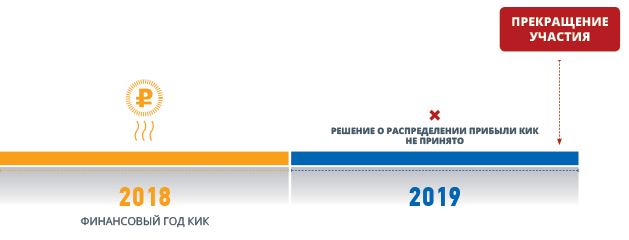 ПРЕКРАЩЕНИЕ
УЧАСТИЯ
₽
РЕШЕНИЕ О РАСПРЕДЕЛЕНИИ ПРИБЫЛИ КИК
НЕ ПРИНЯТО
2018
2019
ФИНАНСОВЫЙ ГОД КИК